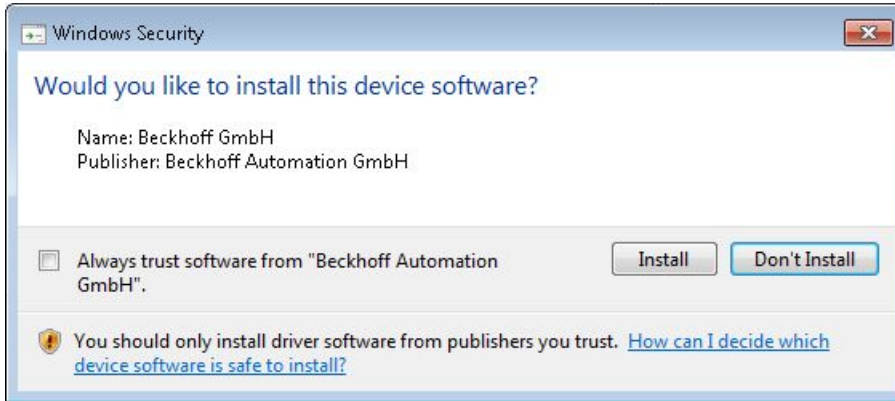 Windows Security
Would you like to install this device software?
Name: Beckhoff GmbH
Publisher: Beckhoff Automation GmbH
Always trust software from "Beckhoff Automation
GmbH".
Install
Don't Install
You should only install driver software from publishers you trust. How can I decide which
device software is safe to install?